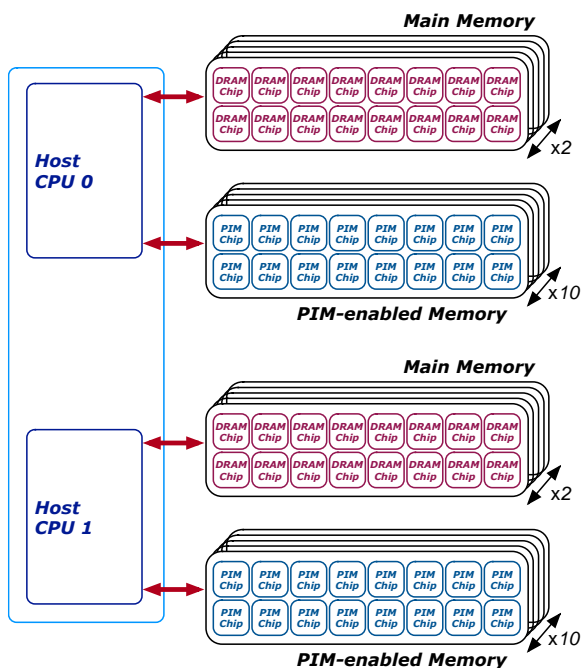 Main Memory
DRAM Chip DRAM Chip DRAM Chip DRAM Chip DRAM Chip DRAM Chip DRAM Chip DRAM Chip
DRAM Chip DRAM Chip DRAM Chip DRAM Chip DRAM Chip DRAM Chip DRAM Chip DRAM Chip
x2
Host
CPU 0
PIM Chip PIM Chip PIM Chip PIM Chip PIM Chip PIM Chip PIM Chip PIM Chip
PIM Chip PIM Chip PIM Chip PIM Chip PIM Chip PIM Chip PIM Chip PIM Chip
x10
PIM-enabled Memory
Main Memory
DRAM Chip DRAM Chip DRAM Chip DRAM Chip DRAM Chip DRAM Chip DRAM Chip DRAM Chip
DRAM Chip DRAM Chip DRAM Chip DRAM Chip DRAM Chip DRAM Chip DRAM Chip DRAM Chip
x2
Host
CPU 1
PIM Chip PIM Chip PIM Chip PIM Chip PIM Chip PIM Chip PIM Chip PIM Chip
PIM Chip PIM Chip PIM Chip PIM Chip PIM Chip PIM Chip PIM Chip PIM Chip
x10
PIM-enabled Memory